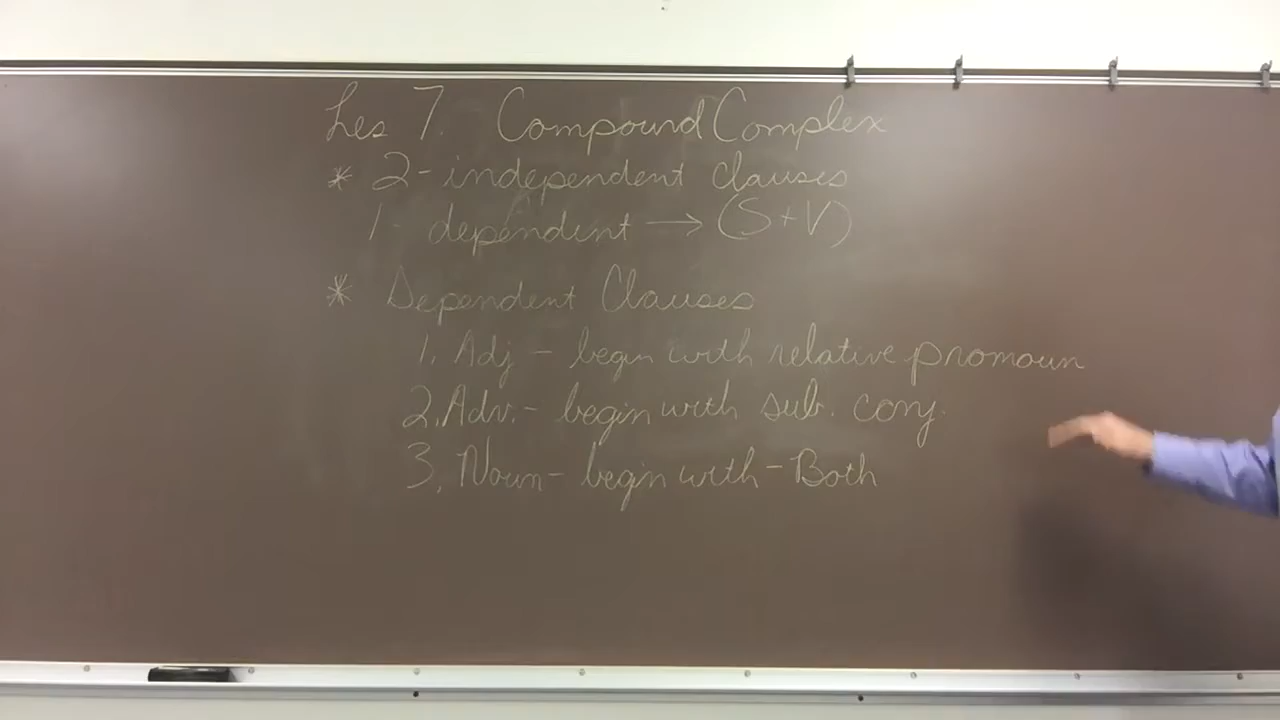 Les 7. Compound Complex
* 2 - independent clauses
1 - dependent → (S+V)
* Dependent Clauses
1. Adj - begin with relative pronoun
2. Adv. - begin with sub. conj.
3. Noun - begin with - Both